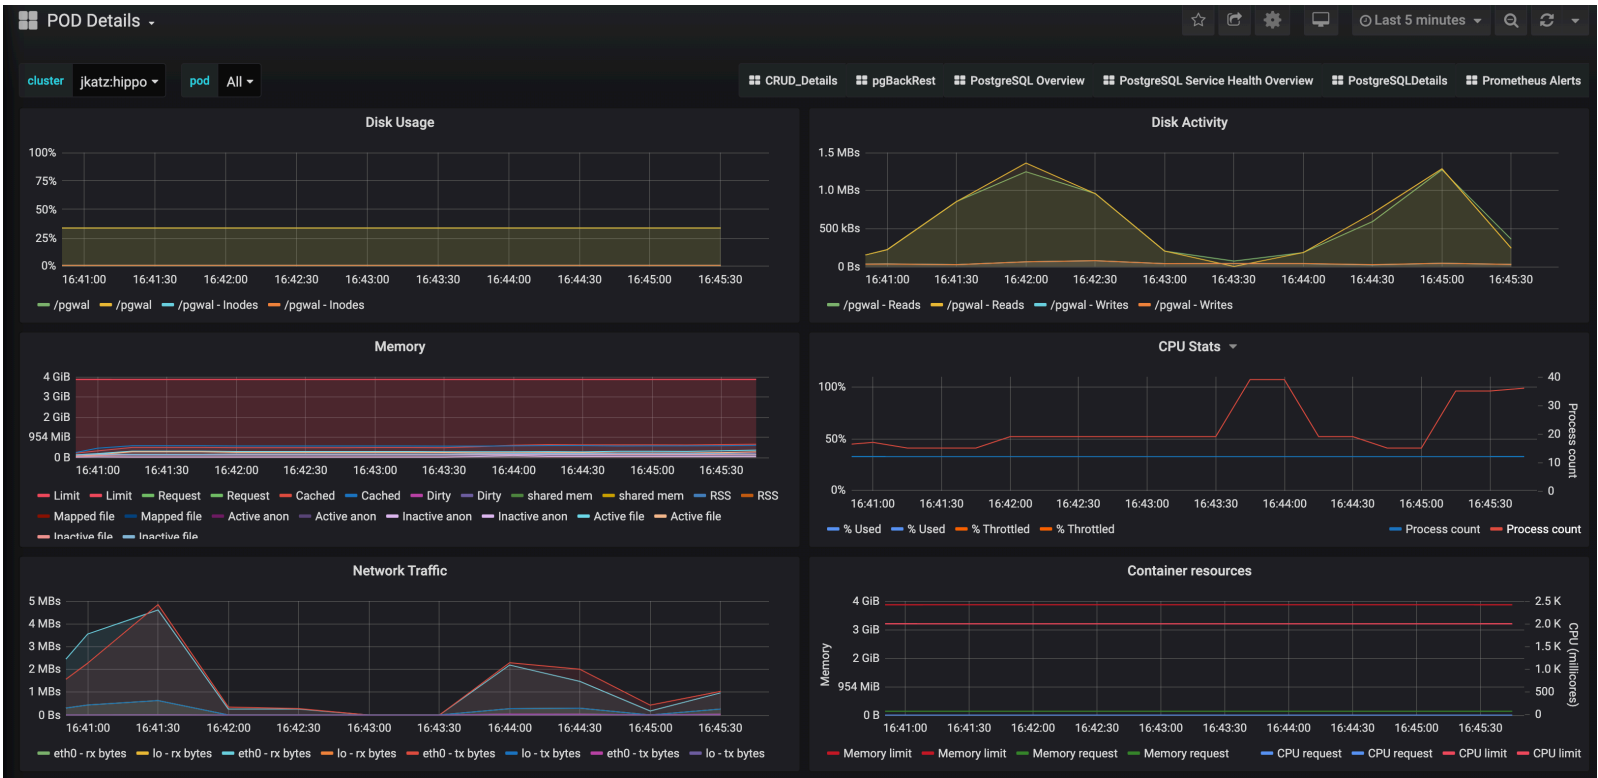 POD Details
Last 5 minutes
cluster jkatz:hippo pod All
CRUD_Details pgBackRest PostgreSQL Overview PostgreSQL Service Health Overview PostgreSQLDetails Prometheus Alerts
Disk Usage
100%
75%
50%
25%
0%
16:41:00 16:41:30 16:42:00 16:42:30 16:43:00 16:43:30 16:44:00 16:44:30 16:45:00 16:45:30
/pgwal /pgwal /pgwal - Inodes /pgwal - Inodes
Disk Activity
1.5 MBs
1.0 MBs
500 kBs
0 Bs
16:41:00 16:41:30 16:42:00 16:42:30 16:43:00 16:43:30 16:44:00 16:44:30 16:45:00 16:45:30
/pgwal - Reads /pgwal - Reads /pgwal - Writes /pgwal - Writes
Memory
4 GiB
3 GiB
2 GiB
954 MiB
0 B
16:41:00 16:41:30 16:42:00 16:42:30 16:43:00 16:43:30 16:44:00 16:44:30 16:45:00 16:45:30
Limit Limit Request Request Cached Cached Dirty Dirty shared mem shared mem RSS RSS
Mapped file Mapped file Active anon Active anon Inactive anon Inactive anon Active file Active file
Inactive file Inactive file
CPU Stats
100%
50%
0%
40
30
20
10
0
Process count
16:41:00 16:41:30 16:42:00 16:42:30 16:43:00 16:43:30 16:44:00 16:44:30 16:45:00 16:45:30
% Used % Used % Throttled % Throttled Process count Process count
Network Traffic
5 MBs
4 MBs
3 MBs
2 MBs
1 MBs
0 Bs
16:41:00 16:41:30 16:42:00 16:42:30 16:43:00 16:43:30 16:44:00 16:44:30 16:45:00 16:45:30
eth0 - rx bytes lo - rx bytes eth0 - rx bytes lo - rx bytes eth0 - tx bytes lo - tx bytes eth0 - tx bytes lo - tx bytes
Container resources
Memory
4 GiB
3 GiB
2 GiB
954 MiB
0 B
2.5 K
2.0 K
1.5 K
1.0 K
500
0
CPU (millicores)
16:41:00 16:41:30 16:42:00 16:42:30 16:43:00 16:43:30 16:44:00 16:44:30 16:45:00 16:45:30
Memory limit Memory limit Memory request Memory request CPU request CPU request CPU limit CPU limit